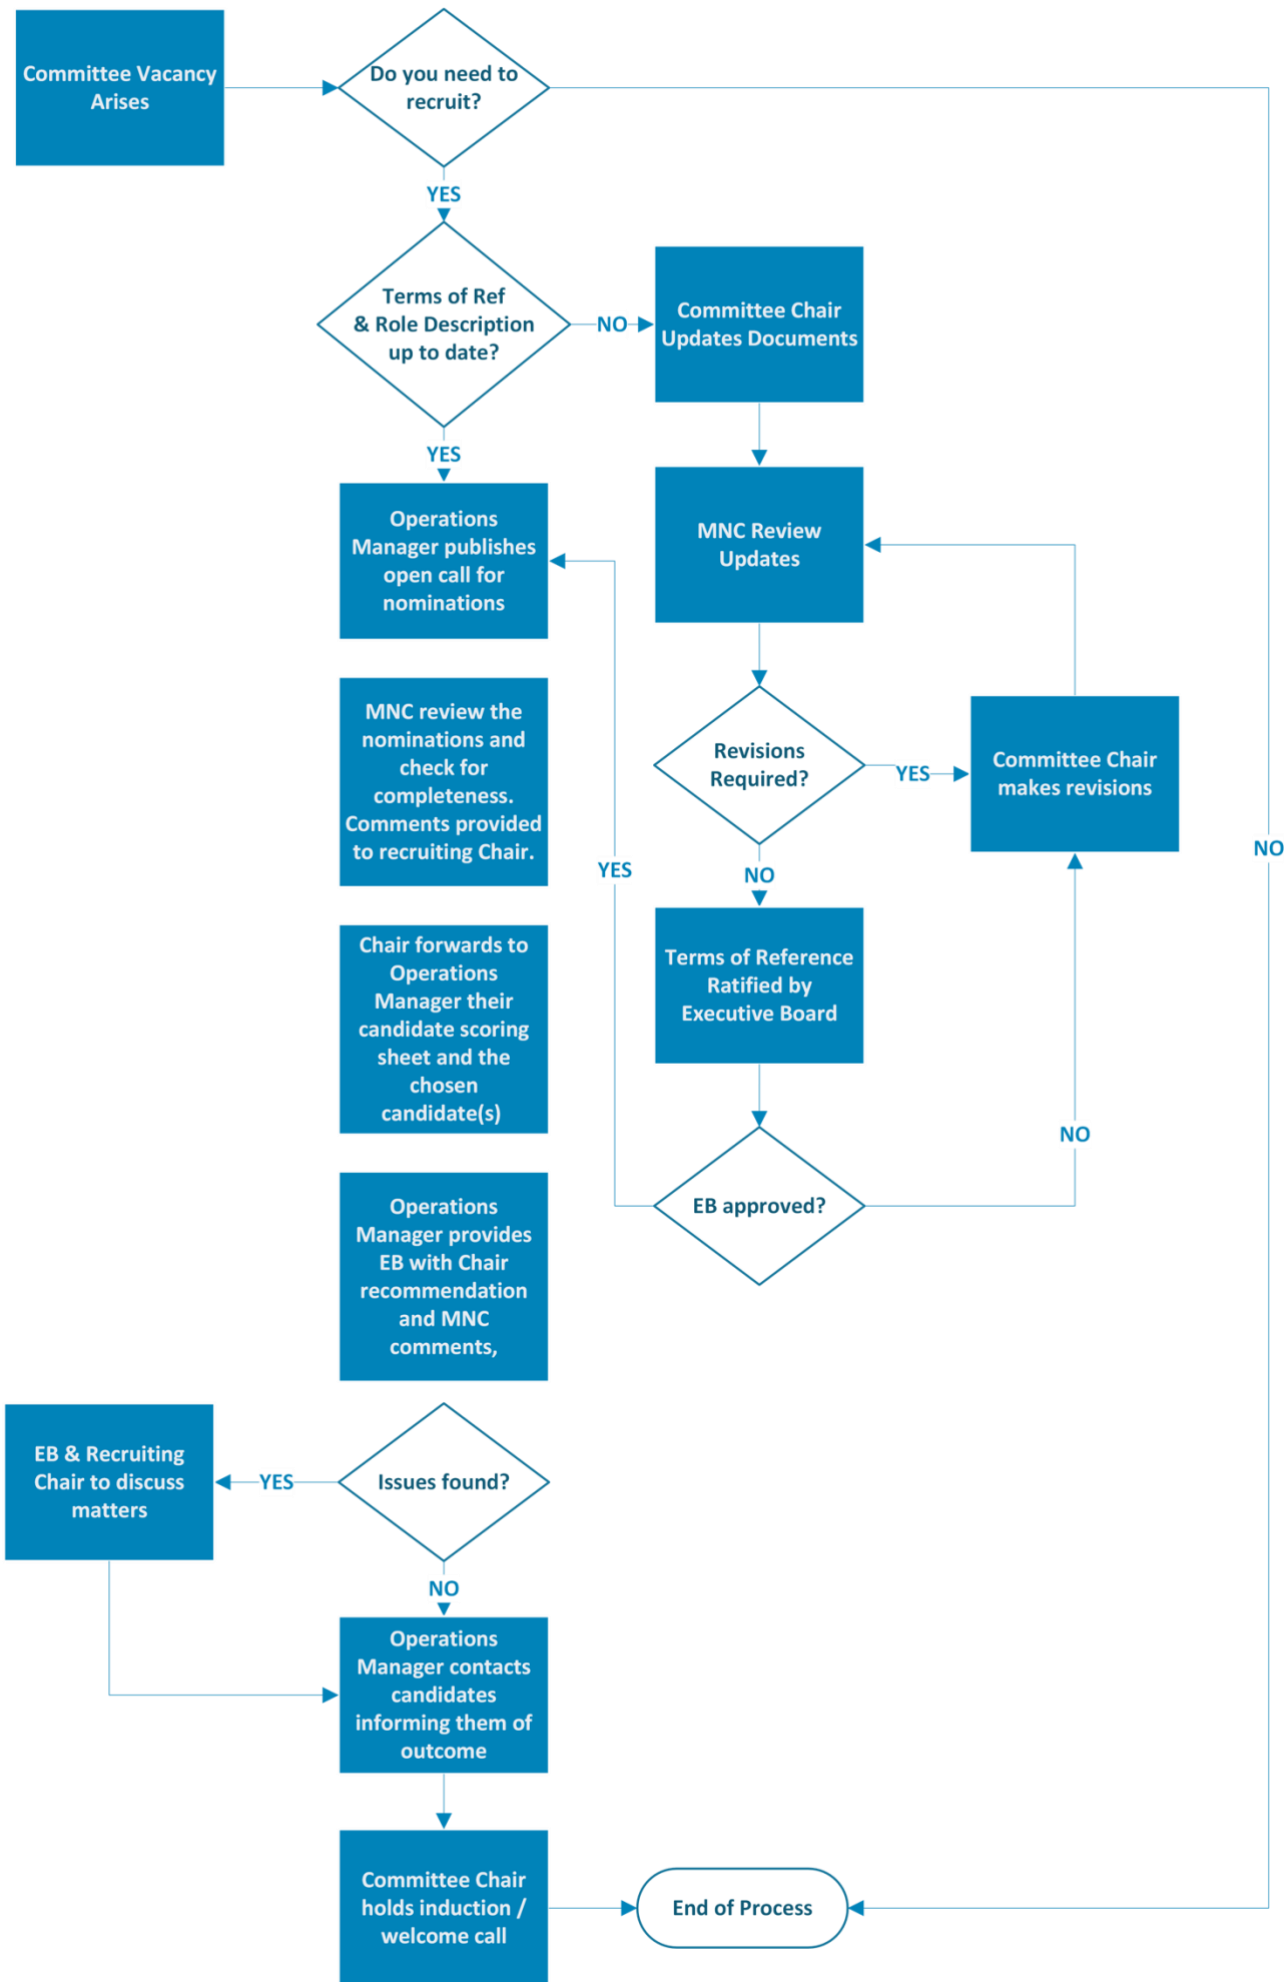 Committee Vacancy
Arises
Do you need to
recruit?
YES
Terms of Ref
& Role Description
up to date?
NO
Committee Chair
Updates Documents
YES
Operations
Manager publishes
open call for
nominations
MNC Review
Updates
MNC review the
nominations and
check for
completeness.
Comments provided
to recruiting Chair.
Revisions
Required?
YES
Committee Chair
makes revisions
NO
YES
NO
Chair forwards to
Operations
Manager their
candidate scoring
sheet and the
chosen
candidate(s)
Terms of Reference
Ratified by
Executive Board
NO
Operations
Manager provides
EB with Chair
recommendation
and MNC
comments,
EB approved?
EB & Recruiting
Chair to discuss
matters
YES
Issues found?
NO
Operations
Manager contacts
candidates
informing them of
outcome
Committee Chair
holds induction /
welcome call
End of Process